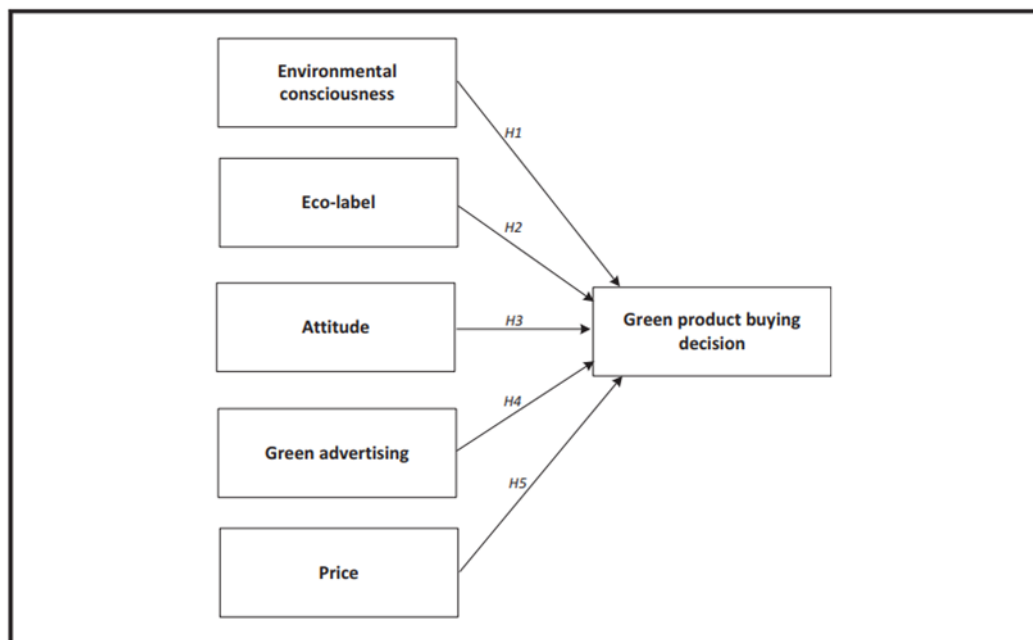 Environmental
consciousness
H1
Eco-label
H2
Attitude
H3
Green product buying
decision
Green advertising
H4
H5
Price